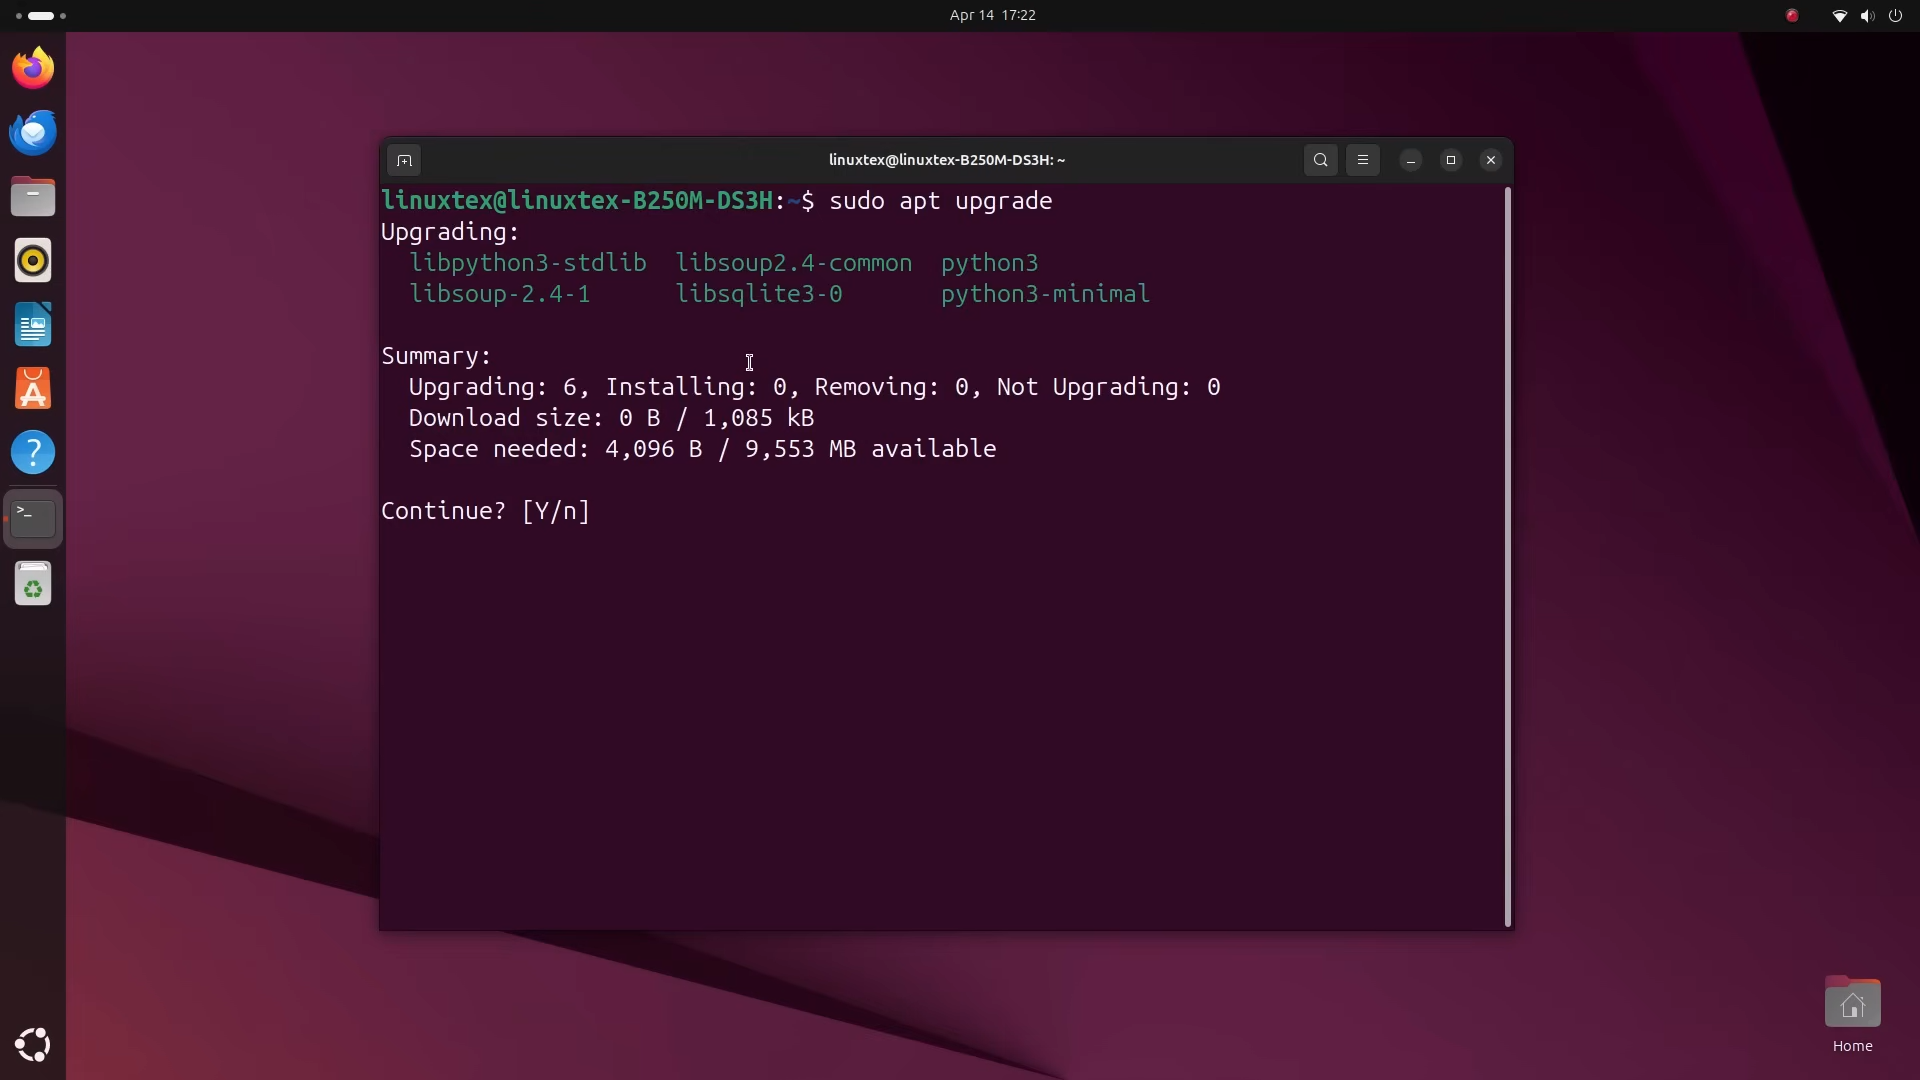 Apr 14 17:22
linuxtex@linuxtex-B250M-DS3H: ~
linuxtex@linuxtex-B250M-DS3H:~$ sudo apt upgrade
Upgrading:
libpython3-stdlib libsoup2.4-common python3
libsoup-2.4-1 libsqlite3-0 python3-minimal
Summary:
Upgrading: 6, Installing: 0, Removing: 0, Not Upgrading: 0
Download size: 0 B / 1,085 kB
Space needed: 4,096 B / 9,553 MB available
Continue? [Y/n]
Home